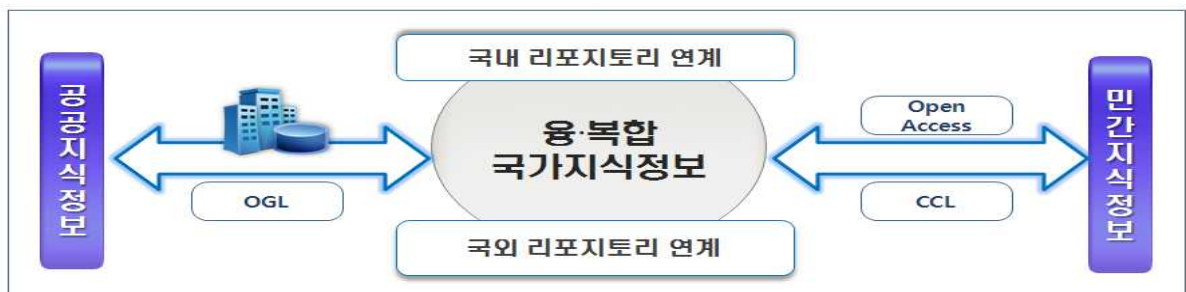 공공지식정보
OGL
국내 리포지토리 연계
융·복합
국가지식정보
국외 리포지토리 연계
Open
Access
CCL
민간지식정보